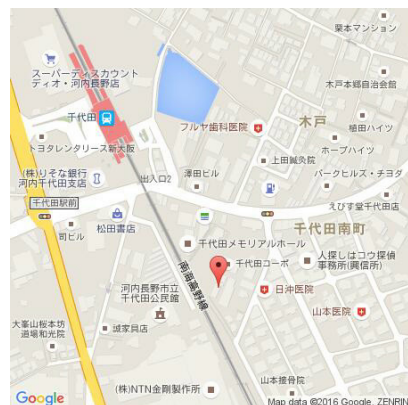 栗本マンション
スーパーディスカウント
ディオ・河内長野店
木戸本郷自治会館
千代田
木戸
フルヤ歯科医院
植田ハイツ
トヨタレンタリース新大阪
ホープハイツ
上田鍼灸院
(株)りそな銀行
河内千代田支店
出入口2
澤田ビル
パークヒルズ・チヨダ
千代田駅前
えびす堂千代田店
司ビル
松田書店
千代田南町
千代田メモリアルホール
人探しはコウ探偵
事務所(興信所)
千代田コーポ
南海高野線
河内長野市立
千代田公民館
日沖医院
山本医院
大峯山桜本坊
道場和光院
誠家具店
山本接骨院
(株)NTN金剛製作所
Google
Map data ©2016 Google, ZENRIN